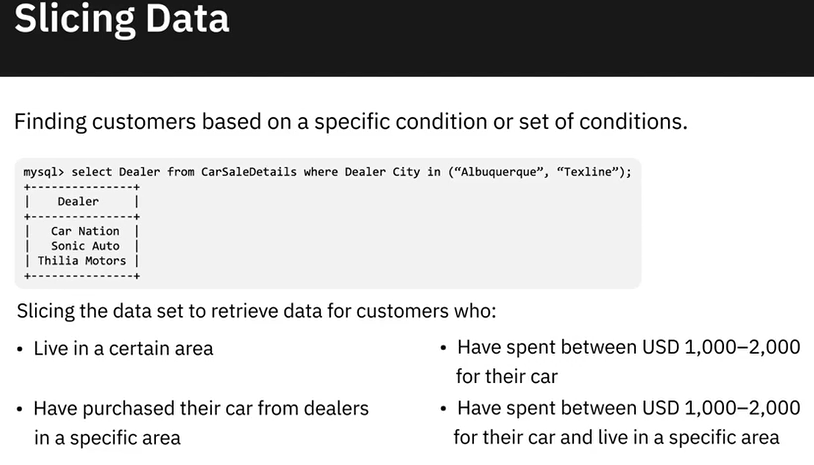 Slicing Data
Finding customers based on a specific condition or set of conditions.
mysql> select Dealer from CarSaleDetails where Dealer City in (“Albuquerque”, “Texline”);
+---------------+
| Dealer |
+---------------+
| Car Nation |
| Sonic Auto |
| Thilia Motors |
+---------------+
Slicing the data set to retrieve data for customers who:
• Live in a certain area
• Have purchased their car from dealers
in a specific area
• Have spent between USD 1,000–2,000
for their car
• Have spent between USD 1,000–2,000
for their car and live in a specific area